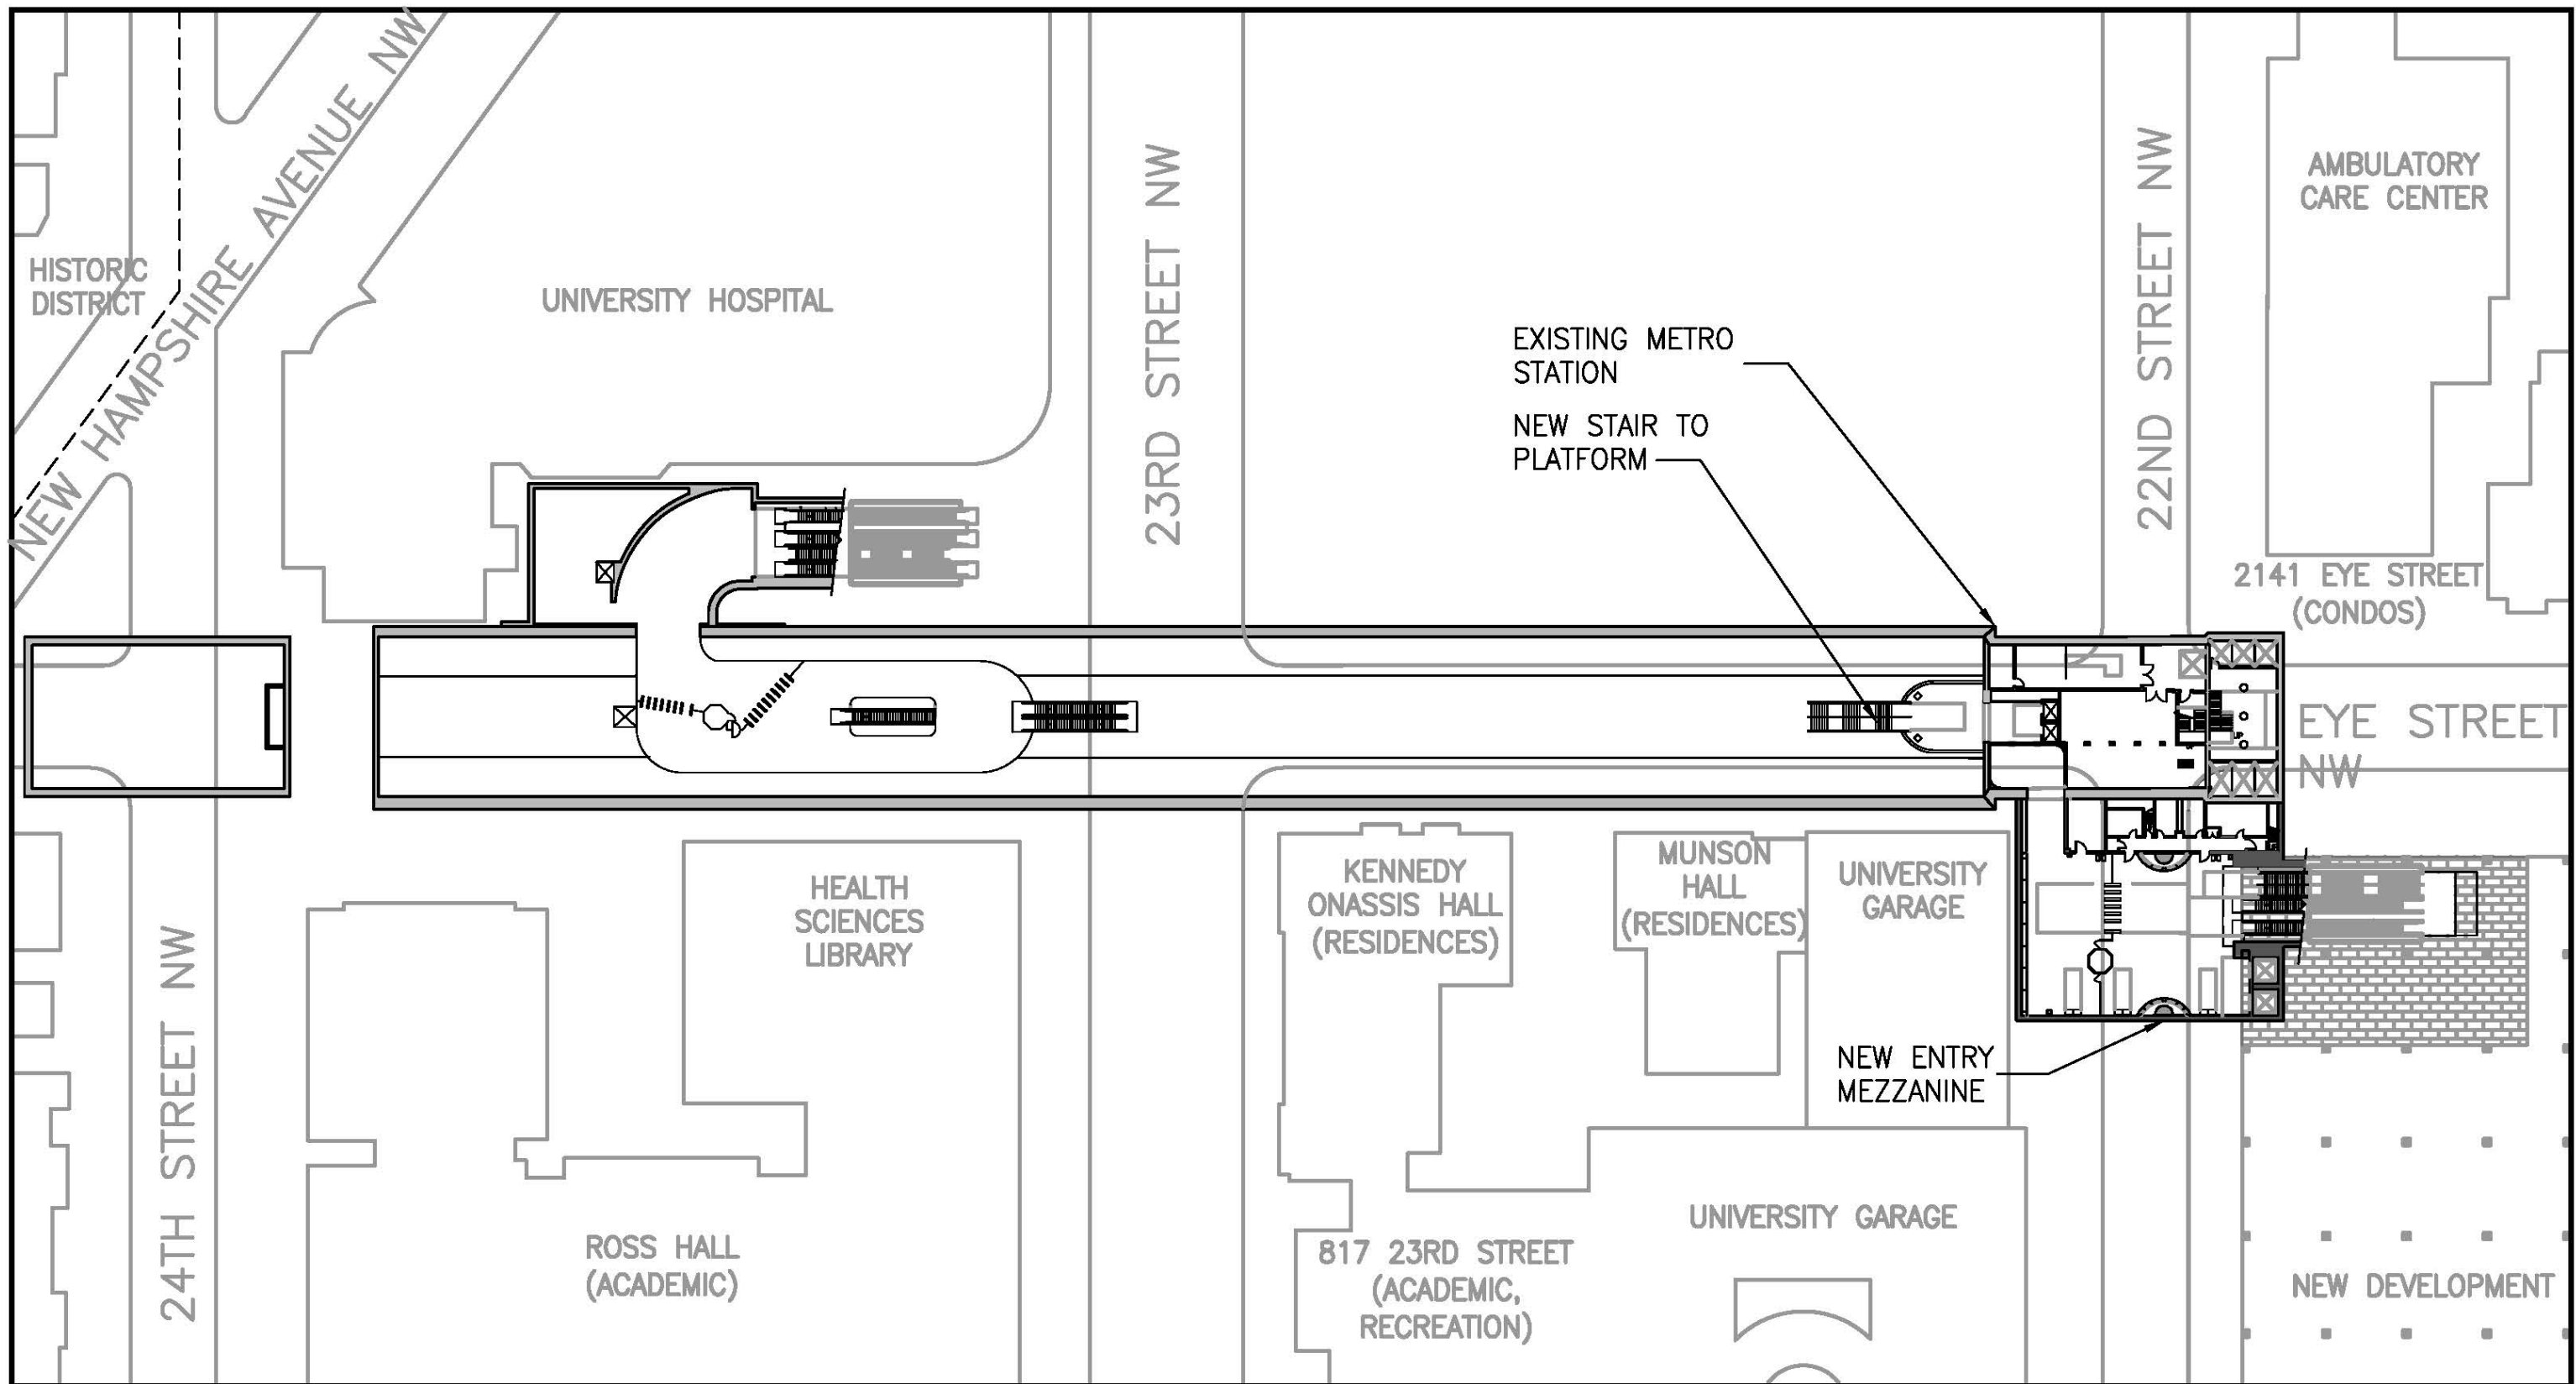 NEW HAMPSHIRE AVENUE NW
HISTORIC
DISTRICT
UNIVERSITY HOSPITAL
23RD STREET NW
EXISTING METRO
STATION
NEW STAIR TO
PLATFORM
22ND STREET NW
AMBULATORY
CARE CENTER
2141 EYE STREET
(CONDOS)
EYE STREET
NW
UP
24TH STREET NW
HEALTH
SCIENCES
LIBRARY
ROSS HALL
(ACADEMIC)
KENNEDY
ONASSIS HALL
(RESIDENCES)
MUNSON
HALL
(RESIDENCES)
UNIVERSITY
GARAGE
NEW ENTRY
MEZZANINE
817 23RD STREET
(ACADEMIC,
RECREATION)
UNIVERSITY GARAGE
NEW DEVELOPMENT